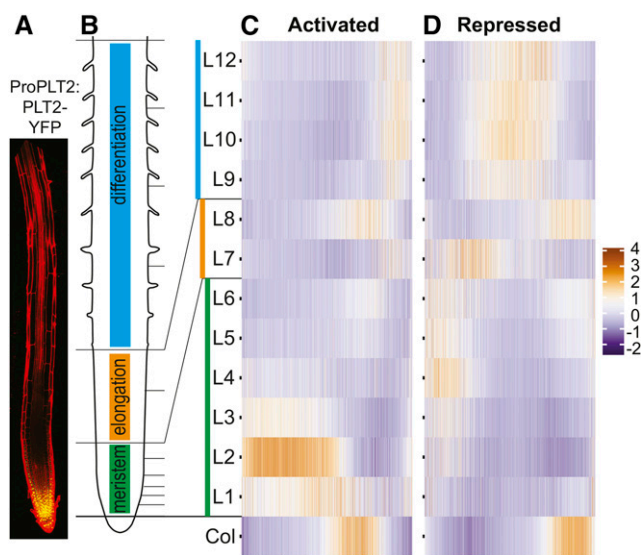 A
B
C
Activated
D
Repressed
ProPLT2:
PLT2-
YFP
differentiation
elongation
meristem
L12
L11
L10
L9
L8
L7
L6
L5
L4
L3
L2
L1
Col
4
3
2
1
0
-1
-2